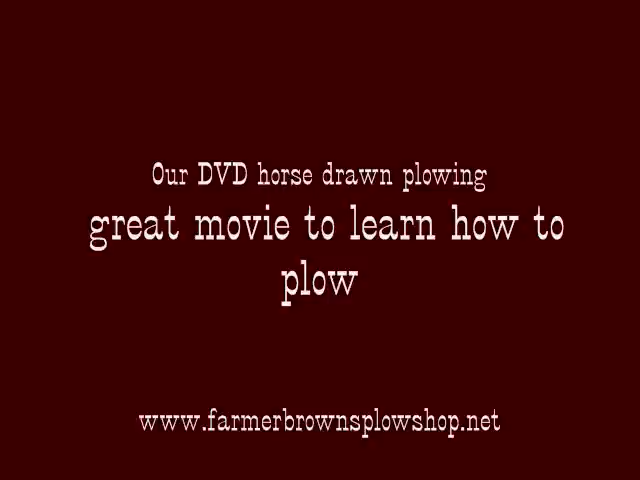 Our DVD horse drawn plowing
great movie to learn how to
plow
www.farmerbrownsplowshop.net